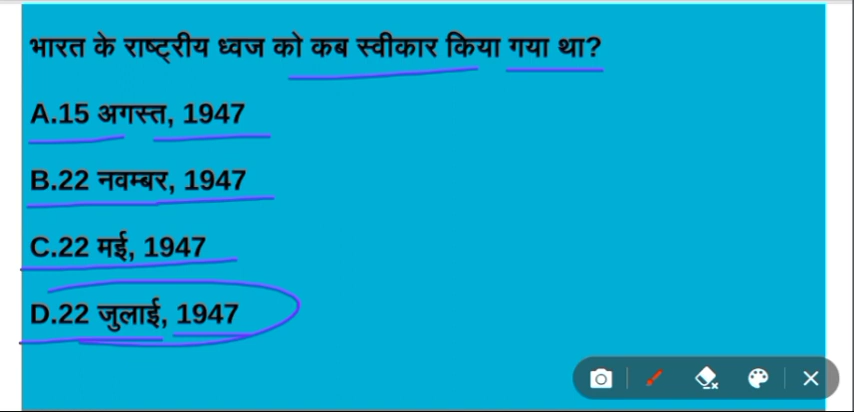 भारत के राष्ट्रीय ध्वज को कब स्वीकार किया गया था?
A.15 अगस्त, 1947
B.22 नवम्बर, 1947
C.22 मई, 1947
D.22 जुलाई, 1947